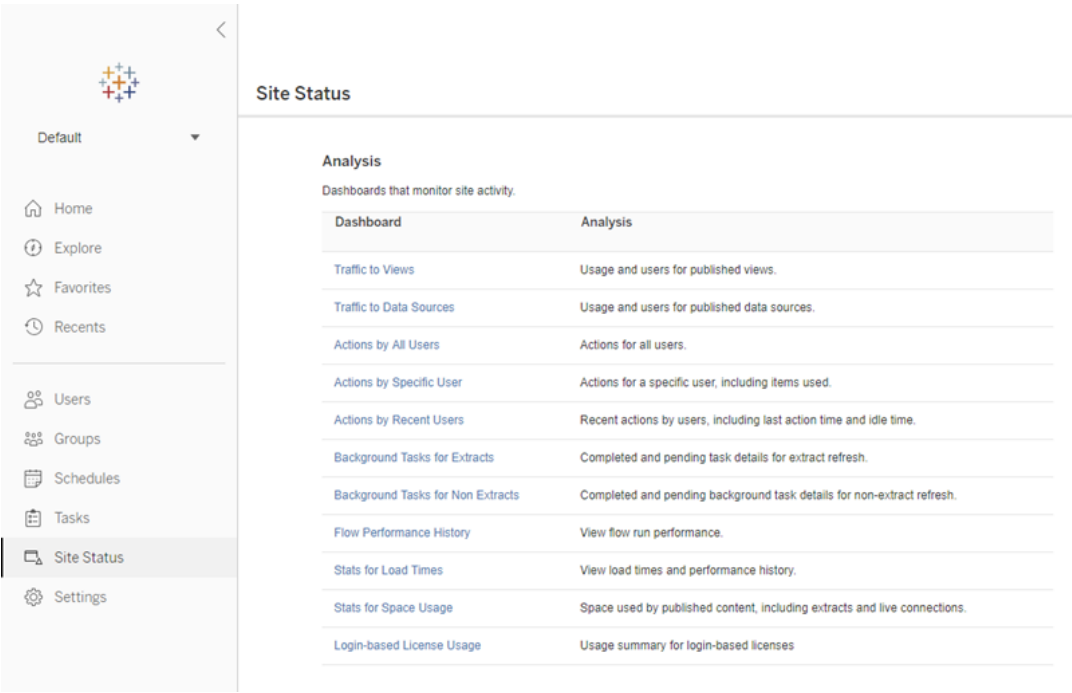 Default
Home
Explore
Favorites
Recents
Users
Groups
Schedules
Tasks
Site Status
Settings
Site Status
Analysis
Dashboards that monitor site activity.
Dashboard Analysis
Traffic to Views Usage and users for published views.
Traffic to Data Sources Usage and users for published data sources.
Actions by All Users Actions for all users.
Actions by Specific User Actions for a specific user, including items used.
Actions by Recent Users Recent actions by users, including last action time and idle time.
Background Tasks for Extracts Completed and pending task details for extract refresh.
Background Tasks for Non Extracts Completed and pending background task details for non-extract refresh.
Flow Performance History View flow run performance.
Stats for Load Times View load times and performance history.
Stats for Space Usage Space used by published content, including extracts and live connections.
Login-based License Usage Usage summary for login-based licenses